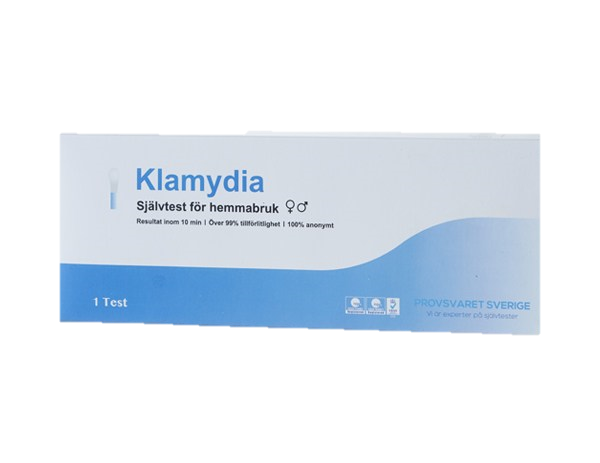 Klamydia
Självtest för hemmabruk ♀♂
Resultat inom 10 min | Över 99% tillförlitlighet | 100% anonymt
1 Test
PROVSVARET SVERIGE
Vi är experter på självtester